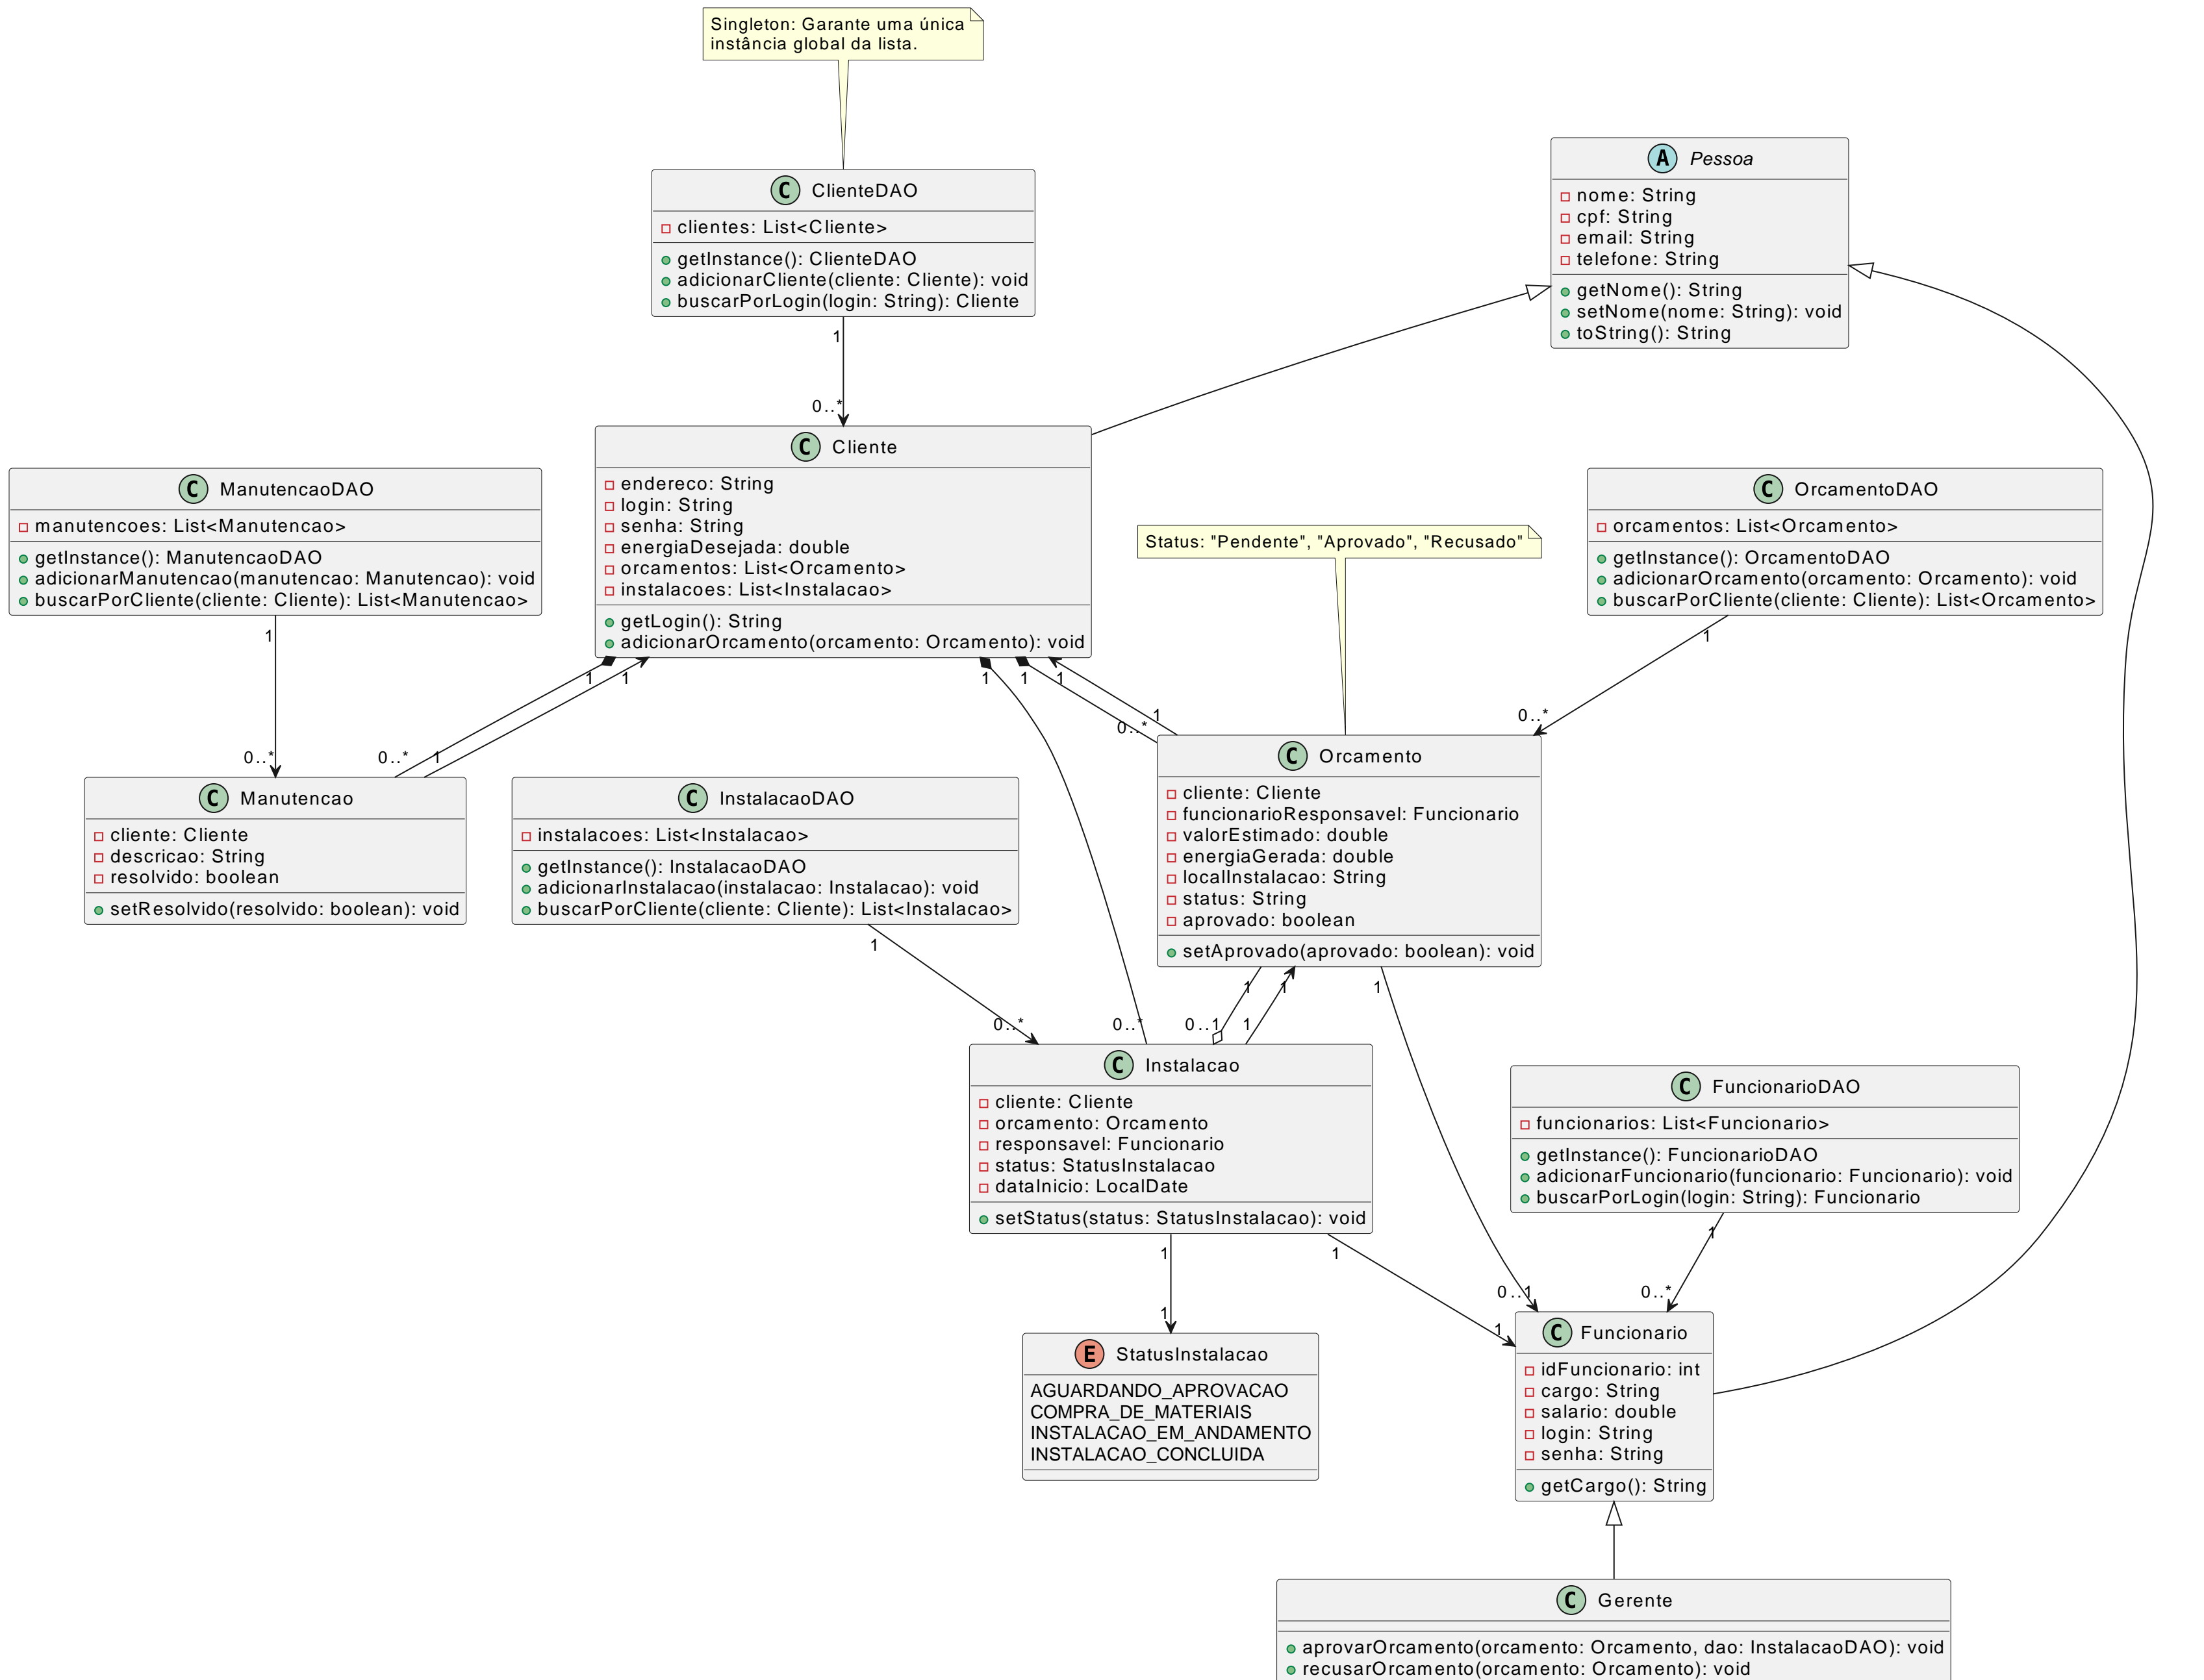 Singleton: Garante uma única
instância global da lista.
C ClienteDAO
clientes: List<Cliente>
getInstance(): ClienteDAO
adicionarCliente(cliente: Cliente): void
buscarPorLogin(login: String): Cliente
A Pessoa
nome: String
cpf: String
email: String
telefone: String
getNome(): String
setNome(nome: String): void
toString(): String
1
0..*
C Cliente
endereco: String
login: String
senha: String
energiaDesejada: double
orcamentos: List<Orcamento>
instalacoes: List<Instalacao>
getLogin(): String
adicionarOrcamento(orcamento: Orcamento): void
C ManutencaoDAO
manutencoes: List<Manutencao>
getInstance(): ManutencaoDAO
adicionarManutencao(manutencao: Manutencao): void
buscarPorCliente(cliente: Cliente): List<Manutencao>
Status: "Pendente", "Aprovado", "Recusado"
C OrcamentoDAO
orcamentos: List<Orcamento>
getInstance(): OrcamentoDAO
adicionarOrcamento(orcamento: Orcamento): void
buscarPorCliente(cliente: Cliente): List<Orcamento>
1
1
1
1
1
1
1
0..*
0..*
1
1
0..*
0..*
C Manutencao
cliente: Cliente
descricao: String
resolvido: boolean
setResolvido(resolvido: boolean): void
C InstalacaoDAO
instalacoes: List<Instalacao>
getInstance(): InstalacaoDAO
adicionarInstalacao(instalacao: Instalacao): void
buscarPorCliente(cliente: Cliente): List<Instalacao>
C Orcamento
cliente: Cliente
funcionarioResponsavel: Funcionario
valorEstimado: double
energiaGerada: double
localInstalacao: String
status: String
aprovado: boolean
setAprovado(aprovado: boolean): void
1
1
1
1
0..*
0..*
0..1
1
C Instalacao
cliente: Cliente
orcamento: Orcamento
responsavel: Funcionario
status: StatusInstalacao
dataInicio: LocalDate
setStatus(status: StatusInstalacao): void
C FuncionarioDAO
funcionarios: List<Funcionario>
getInstance(): FuncionarioDAO
adicionarFuncionario(funcionario: Funcionario): void
buscarPorLogin(login: String): Funcionario
1
1
1
1
0..1
0..*
1
E StatusInstalacao
AGUARDANDO_APROVACAO
COMPRA_DE_MATERIAIS
INSTALACAO_EM_ANDAMENTO
INSTALACAO_CONCLUIDA
C Funcionario
idFuncionario: int
cargo: String
salario: double
login: String
senha: String
getCargo(): String
C Gerente
aprovarOrcamento(orcamento: Orcamento, dao: InstalacaoDAO): void
recusarOrcamento(orcamento: Orcamento): void